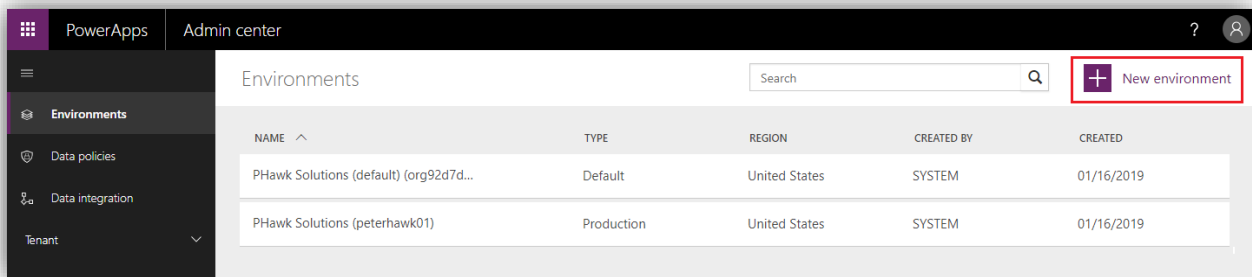 PowerApps Admin center ?
Environments Search New environment
Environments
NAME TYPE REGION CREATED BY CREATED
Data policies
PHawk Solutions (default) (org92d7d... Default United States SYSTEM 01/16/2019
Data integration
PHawk Solutions (peterhawk01) Production United States SYSTEM 01/16/2019
Tenant